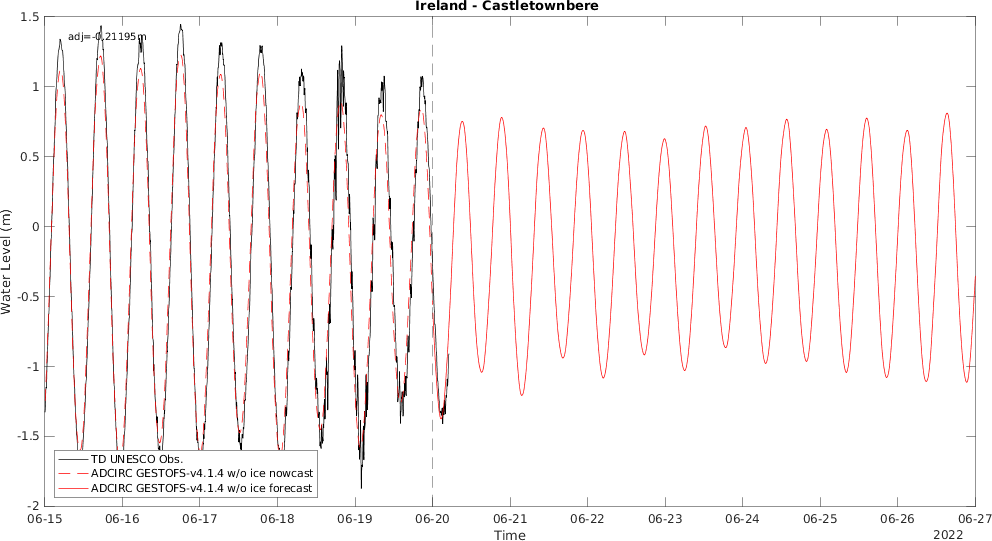 Ireland - Castletownbere
adj=-0.21195m
Water Level (m)
1.5
1
0.5
0
-0.5
-1
-1.5
-2
TD UNESCO Obs.
ADCIRC GESTOFS-v4.1.4 w/o ice nowcast
ADCIRC GESTOFS-v4.1.4 w/o ice forecast
06-15 06-16 06-17 06-18 06-19 06-20 06-21 06-22 06-23 06-24 06-25 06-26 06-27
Time
2022